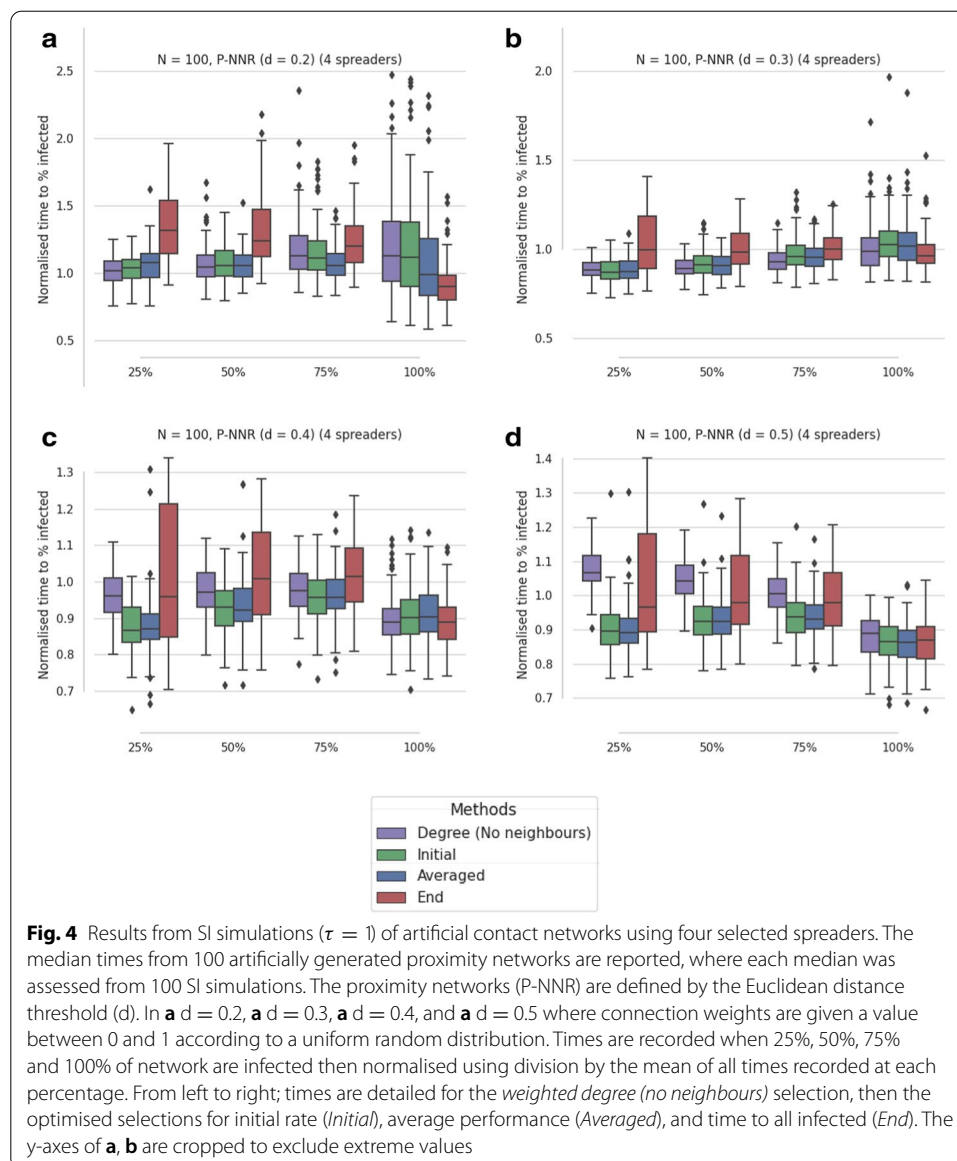 a
N = 100, P-NNR (d = 0.2) (4 spreaders)
2.5
2.0
1.5
1.0
0.5
Normalised time to % infected
25% 50% 75% 100%
b
N = 100, P-NNR (d = 0.3) (4 spreaders)
2.0
1.5
1.0
0.5
Normalised time to % infected
25% 50% 75% 100%
c
N = 100, P-NNR (d = 0.4) (4 spreaders)
1.3
1.2
1.1
1.0
0.9
0.8
0.7
Normalised time to % infected
25% 50% 75% 100%
d
N = 100, P-NNR (d = 0.5) (4 spreaders)
1.4
1.3
1.2
1.1
1.0
0.9
0.8
0.7
Normalised time to % infected
25% 50% 75% 100%
Methods
Degree (No neighbours)
Initial
Averaged
End
Fig. 4 Results from SI simulations (τ = 1) of artificial contact networks using four selected spreaders. The
median times from 100 artificially generated proximity networks are reported, where each median was
assessed from 100 SI simulations. The proximity networks (P-NNR) are defined by the Euclidean distance
threshold (d). In a d = 0.2, a d = 0.3, a d = 0.4, and a d = 0.5 where connection weights are given a value
between 0 and 1 according to a uniform random distribution. Times are recorded when 25%, 50%, 75%
and 100% of network are infected then normalised using division by the mean of all times recorded at each
percentage. From left to right; times are detailed for the weighted degree (no neighbours) selection, then the
optimised selections for initial rate (Initial), average performance (Averaged), and time to all infected (End). The
y-axes of a, b are cropped to exclude extreme values